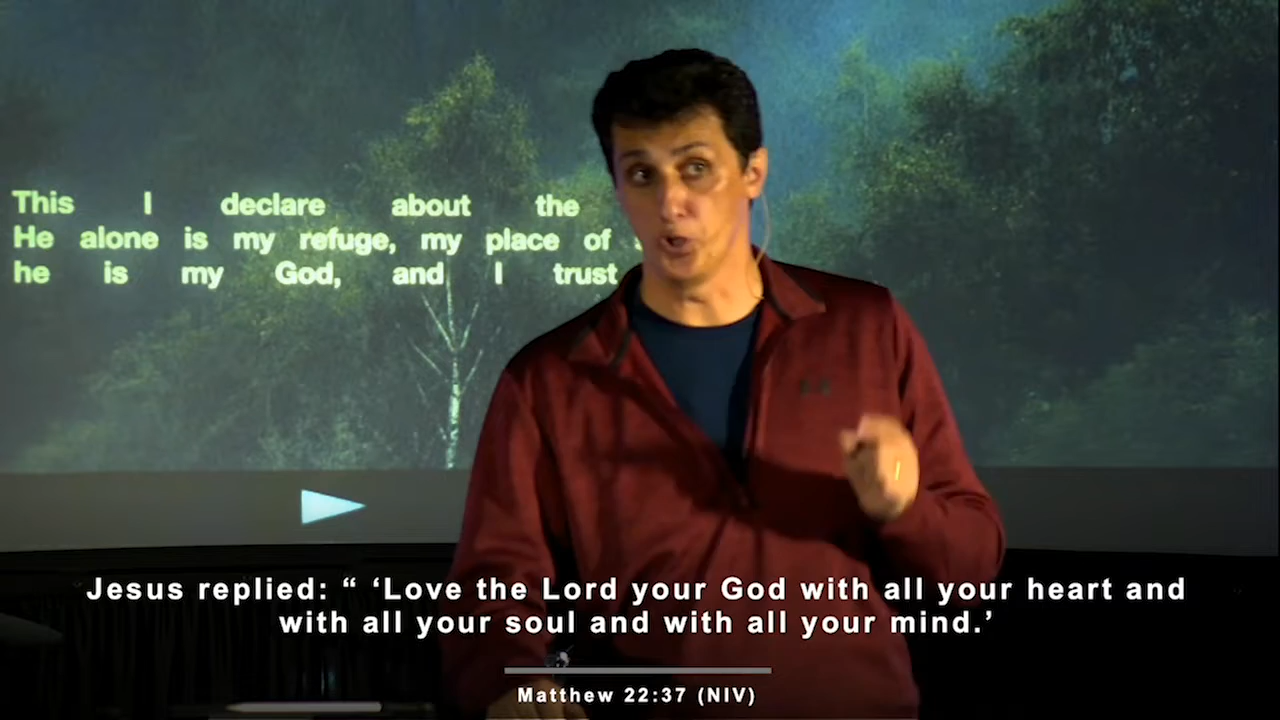 This I declare about the
He alone is my refuge, my place of
he is my God, and I trust
Jesus replied: “ ‘Love the Lord your God with all your heart and
with all your soul and with all your mind.’
Matthew 22:37 (NIV)